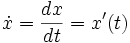 ẋ = dx/dt = x′(t)